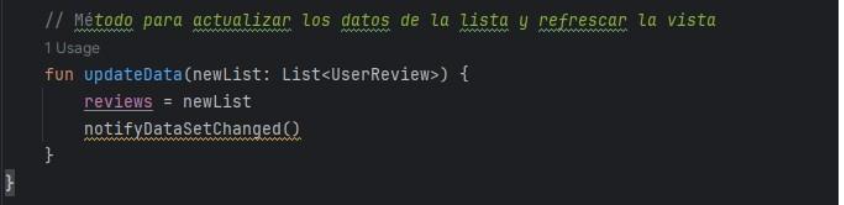 // Método para actualizar los datos de la lista y refrescar la vista
1 Usage
fun updateData(newList: List<UserReview>) {
reviews = newList
notifyDataSetChanged()
}
}